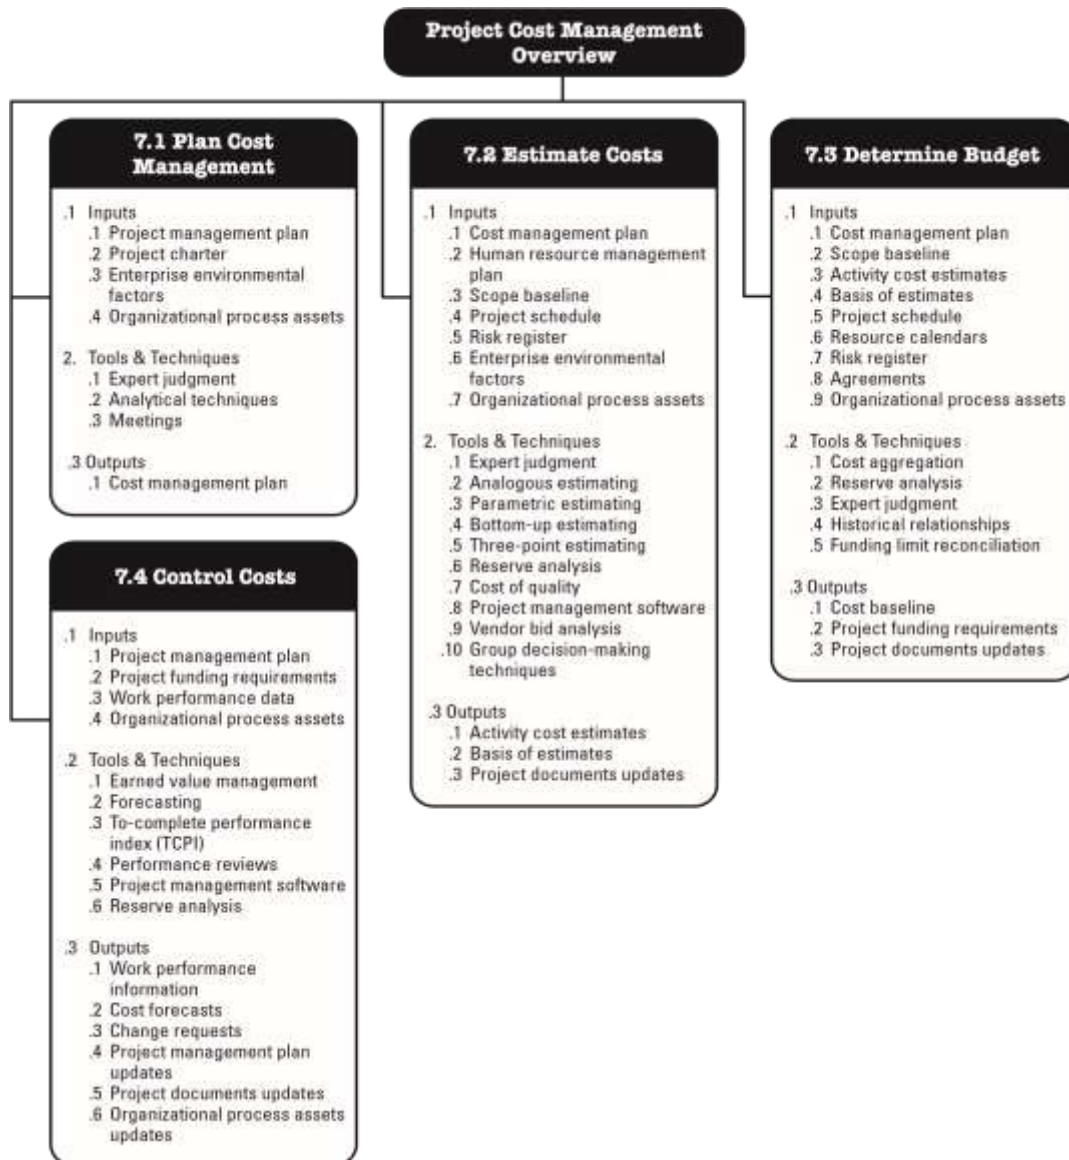 Project Cost Management
Overview
7.1 Plan Cost
Management
.1 Inputs
.1 Project management plan
.2 Project charter
.3 Enterprise environmental
factors
.4 Organizational process assets
2. Tools & Techniques
.1 Expert judgment
.2 Analytical techniques
.3 Meetings
.3 Outputs
.1 Cost management plan
7.2 Estimate Costs
.1 Inputs
.1 Cost management plan
.2 Human resource management
plan
.3 Scope baseline
.4 Project schedule
.5 Risk register
.6 Enterprise environmental
factors
.7 Organizational process assets
2. Tools & Techniques
.1 Expert judgment
.2 Analogous estimating
.3 Parametric estimating
.4 Bottom-up estimating
.5 Three-point estimating
.6 Reserve analysis
.7 Cost of quality
.8 Project management software
.9 Vendor bid analysis
.10 Group decision-making
techniques
.3 Outputs
.1 Activity cost estimates
.2 Basis of estimates
.3 Project documents updates
7.3 Determine Budget
.1 Inputs
.1 Cost management plan
.2 Scope baseline
.3 Activity cost estimates
.4 Basis of estimates
.5 Project schedule
.6 Resource calendars
.7 Risk register
.8 Agreements
.9 Organizational process assets
.2 Tools & Techniques
.1 Cost aggregation
.2 Reserve analysis
.3 Expert judgment
.4 Historical relationships
.5 Funding limit reconciliation
.3 Outputs
.1 Cost baseline
.2 Project funding requirements
.3 Project documents updates
7.4 Control Costs
.1 Inputs
.1 Project management plan
.2 Project funding requirements
.3 Work performance data
.4 Organizational process assets
.2 Tools & Techniques
.1 Earned value management
.2 Forecasting
.3 To-complete performance
index (TCPI)
.4 Performance reviews
.5 Project management software
.6 Reserve analysis
.3 Outputs
.1 Work performance
information
.2 Cost forecasts
.3 Change requests
.4 Project management plan
updates
.5 Project documents updates
.6 Organizational process assets
updates